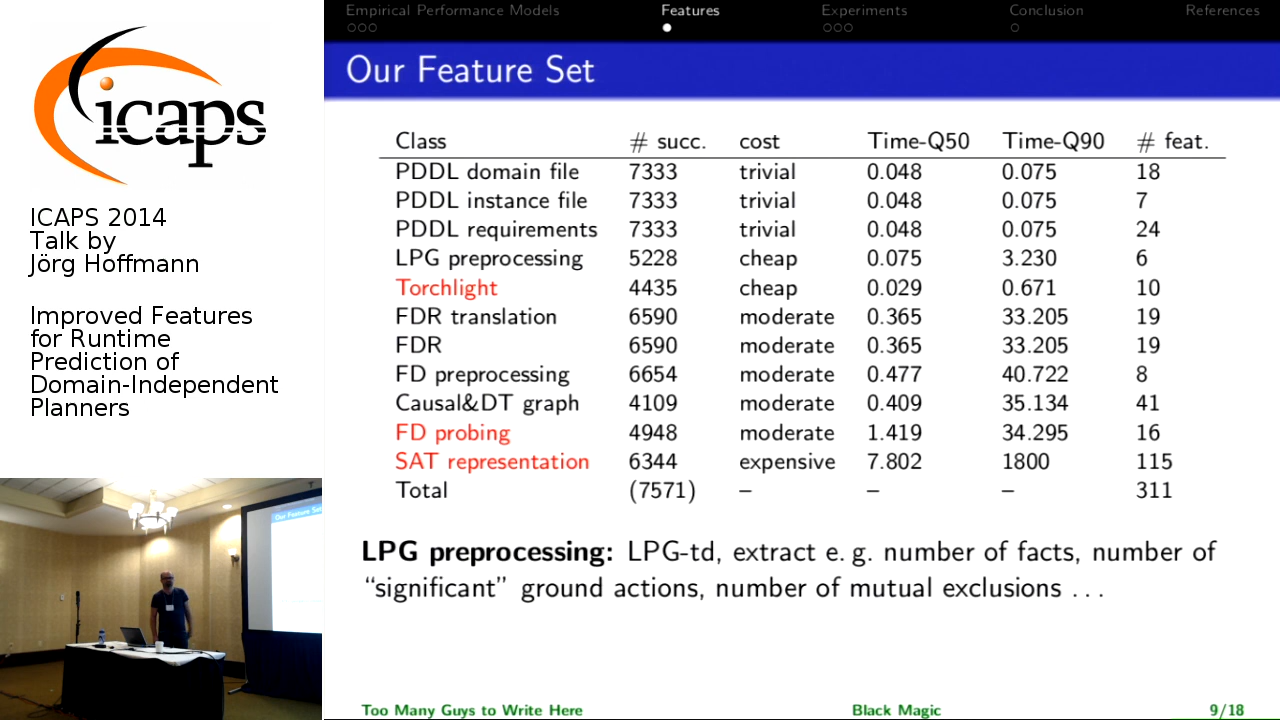 icaps
ICAPS 2014
Talk by
Jörg Hoffmann
Improved Features
for Runtime
Prediction of
Domain-Independent
Planners
Our Feature Set
Empirical Performance Models Features Experiments Conclusion References
Our Feature Set
Class # succ. cost Time-Q50 Time-Q90 # feat.
PDDL domain file 7333 trivial 0.048 0.075 18
PDDL instance file 7333 trivial 0.048 0.075 7
PDDL requirements 7333 trivial 0.048 0.075 24
LPG preprocessing 5228 cheap 0.075 3.230 6
Torchlight 4435 cheap 0.029 0.671 10
FDR translation 6590 moderate 0.365 33.205 19
FDR 6590 moderate 0.365 33.205 19
FD preprocessing 6654 moderate 0.477 40.722 8
Causal&DT graph 4109 moderate 0.409 35.134 41
FD probing 4948 moderate 1.419 34.295 16
SAT representation 6344 expensive 7.802 1800 115
Total (7571) – – – 311
LPG preprocessing: LPG-td, extract e. g. number of facts, number of
“significant” ground actions, number of mutual exclusions . . .
Too Many Guys to Write Here Black Magic 9/18